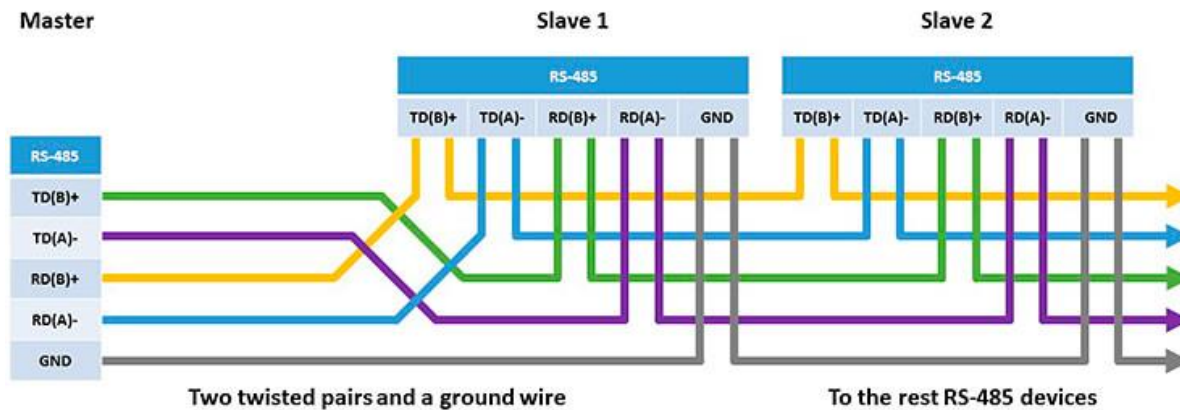 Master Slave 1 Slave 2
RS-485 RS-485
TD(B)+ TD(A)- RD(B)+ RD(A)- GND TD(B)+ TD(A)- RD(B)+ RD(A)- GND
RS-485
TD(B)+
TD(A)-
RD(B)+
RD(A)-
GND
Two twisted pairs and a ground wire To the rest RS-485 devices